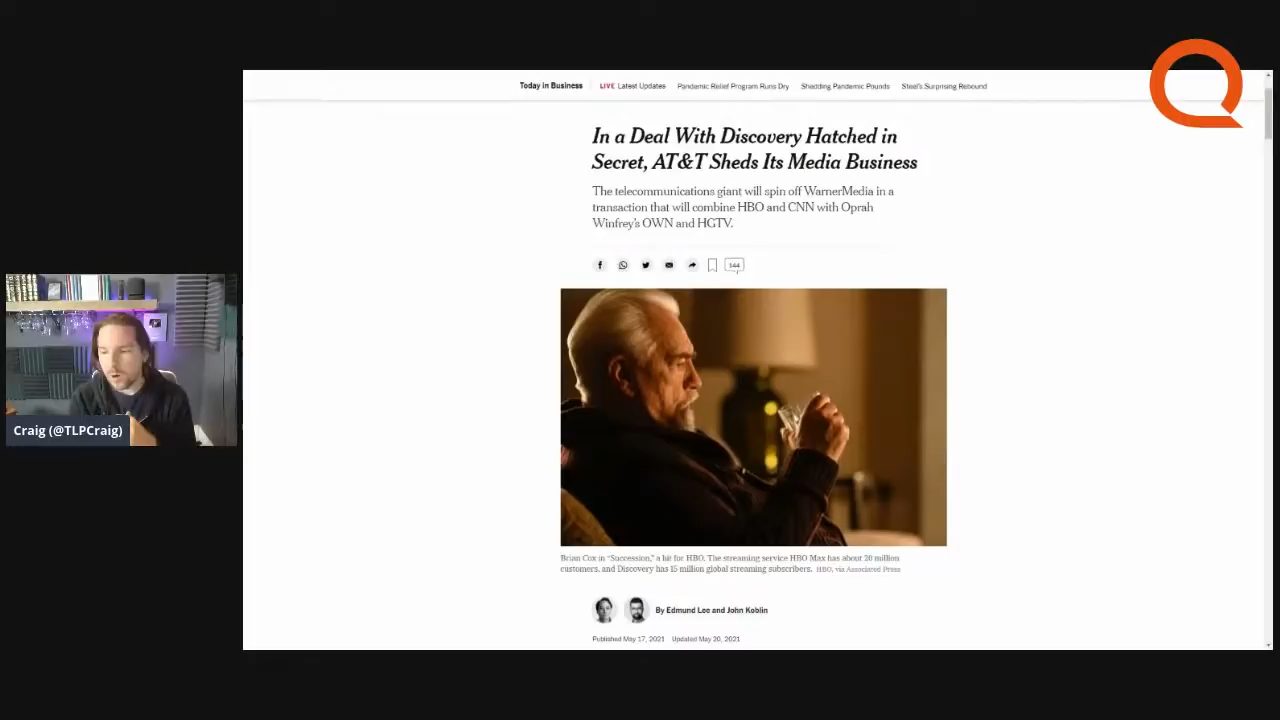 Today in Business LIVE Latest Updates Pandemic Relief Program Runs Dry Shedding Pandemic Pounds Steel's Surprising Rebound
In a Deal With Discovery Hatched in
Secret, AT&T Sheds Its Media Business
The telecommunications giant will spin off WarnerMedia in a
transaction that will combine HBO and CNN with Oprah
Winfrey's OWN and HGTV.
144
Craig (@TLPCraig)
Brian Cox in "Succession," a hit for HBO. The streaming service HBO Max has about 20 million
customers, and Discovery has 15 million global streaming subscribers. HBO, via Associated Press
By Edmund Lee and John Koblin
Published May 17, 2021 Updated May 20, 2021